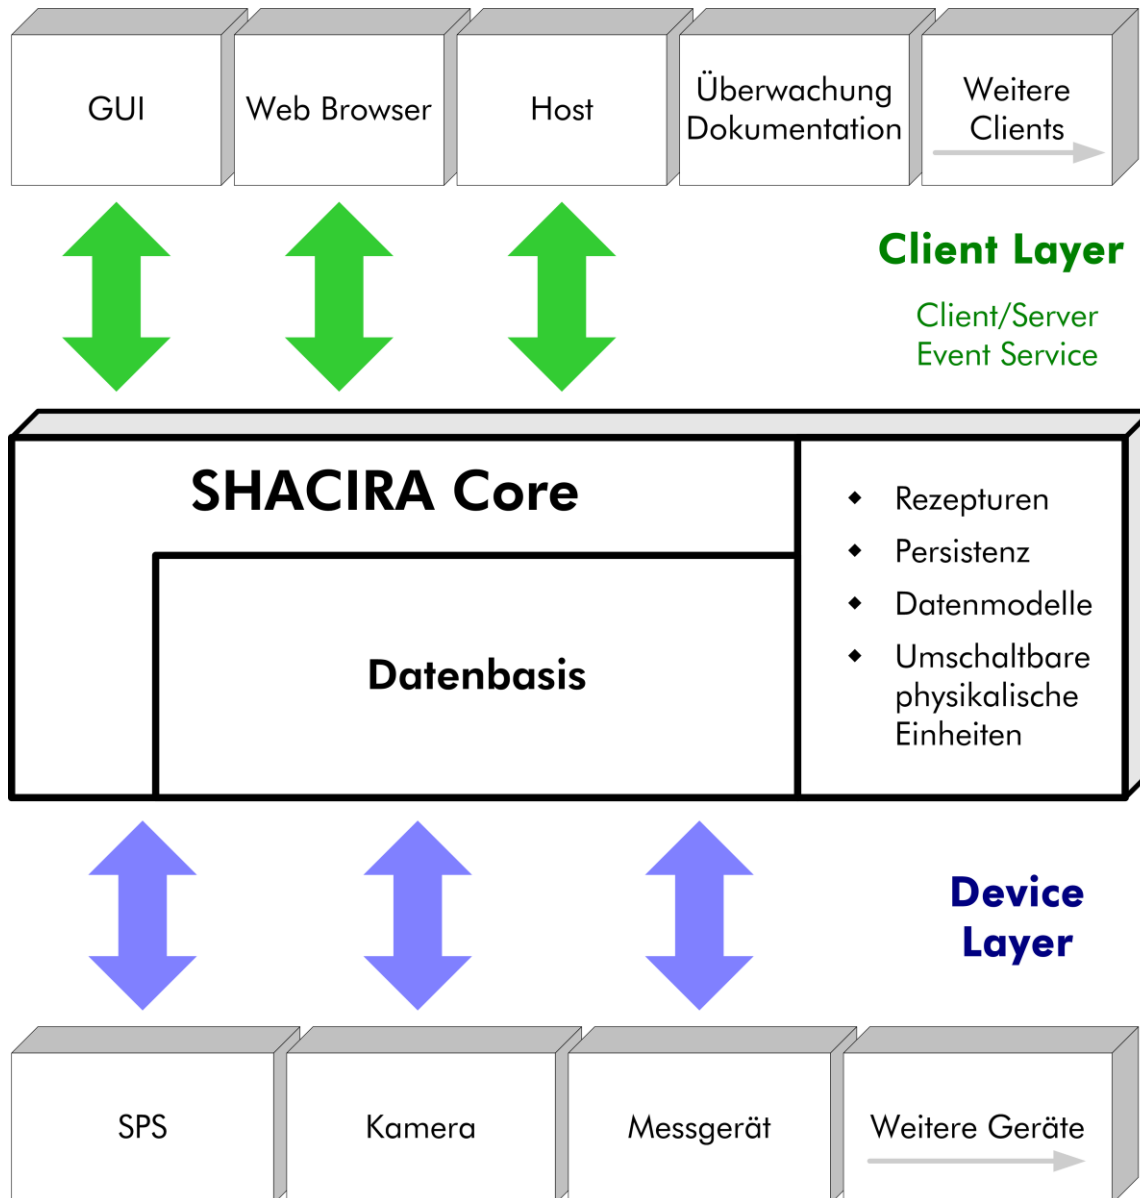 GUI
Web Browser
Host
Überwachung
Dokumentation
Weitere
Clients
Client Layer
Client/Server
Event Service
SHACIRA Core
Datenbasis
Rezepturen
Persistenz
Datenmodelle
Umschaltbare
physikalische
Einheiten
Device
Layer
SPS
Kamera
Messgerät
Weitere Geräte